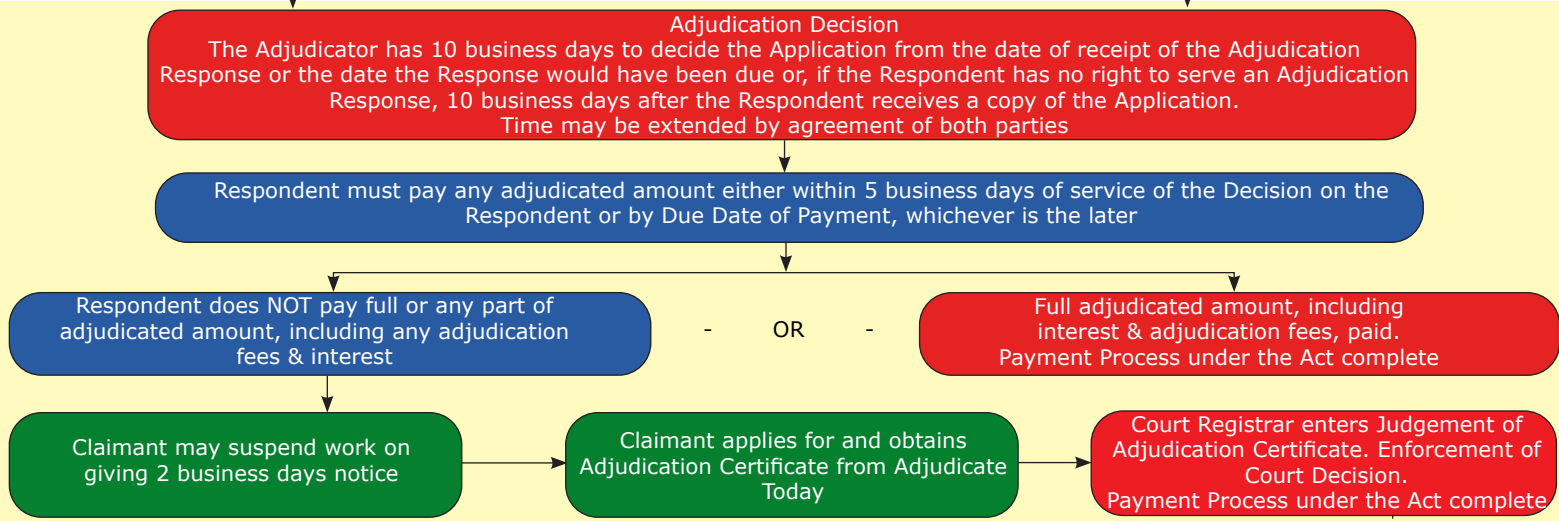 Adjudication Decision
The Adjudicator has 10 business days to decide the Application from the date of receipt of the Adjudication
Response or the date the Response would have been due or, if the Respondent has no right to serve an Adjudication
Response, 10 business days after the Respondent receives a copy of the Application.
Time may be extended by agreement of both parties
Respondent must pay any adjudicated amount either within 5 business days of service of the Decision on the
Respondent or by Due Date of Payment, whichever is the later
Respondent does NOT pay full or any part of
adjudicated amount, including any adjudication
fees & interest
- OR -
Full adjudicated amount, including
interest & adjudication fees, paid.
Payment Process under the Act complete
Claimant may suspend work on
giving 2 business days notice
Claimant applies for and obtains
Adjudication Certificate from Adjudicate
Today
Court Registrar enters Judgement of
Adjudication Certificate. Enforcement of
Court Decision.
Payment Process under the Act complete